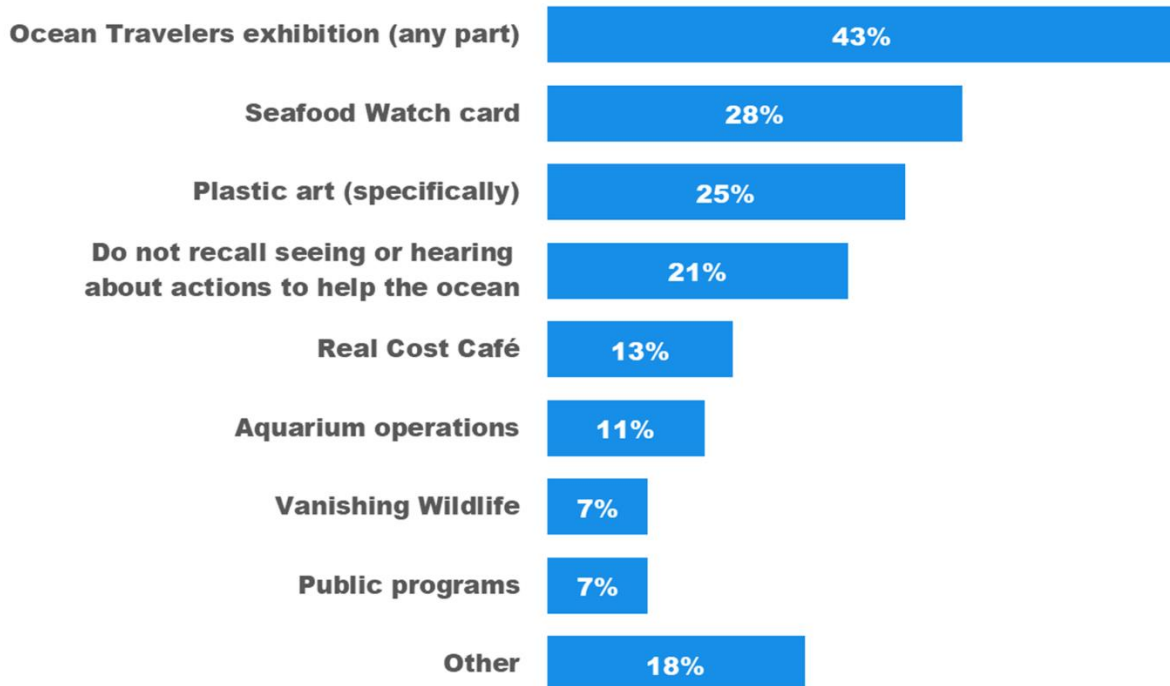 Ocean Travelers exhibition (any part) 43%
Seafood Watch card 28%
Plastic art (specifically) 25%
Do not recall seeing or hearing
about actions to help the ocean 21%
Real Cost Café 13%
Aquarium operations 11%
Vanishing Wildlife 7%
Public programs 7%
Other 18%